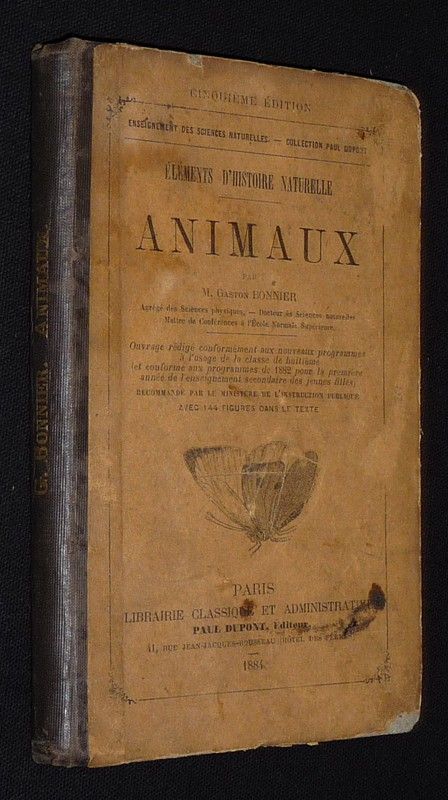 CINQUIÈME ÉDITION
ENSEIGNEMENT DES SCIENCES NATURELLES. — COLLECTION PAUL DUPONT
ÉLÉMENTS D'HISTOIRE NATURELLE
ANIMAUX
PAR
M. GASTON BONNIER
Agrégé des Sciences physiques, — Docteur ès Sciences naturelles
Maître de Conférences à l'École Normale Supérieure.
Ouvrage rédigé conformément aux nouveaux programmes
à l'usage de la classe de huitième
(et conforme aux programmes de 1882 pour la première
année de l'enseignement secondaire des jeunes filles)
RECOMMANDÉ PAR LE MINISTÈRE DE L'INSTRUCTION PUBLIQUE
AVEC 144 FIGURES DANS LE TEXTE
PARIS
LIBRAIRIE CLASSIQUE ET ADMINISTRATIVE
PAUL DUPONT, Éditeur
41, RUE JEAN-JACQUES-ROUSSEAU (HÔTEL DES FERMES)
1884
G. BONNIER. ANIMAUX